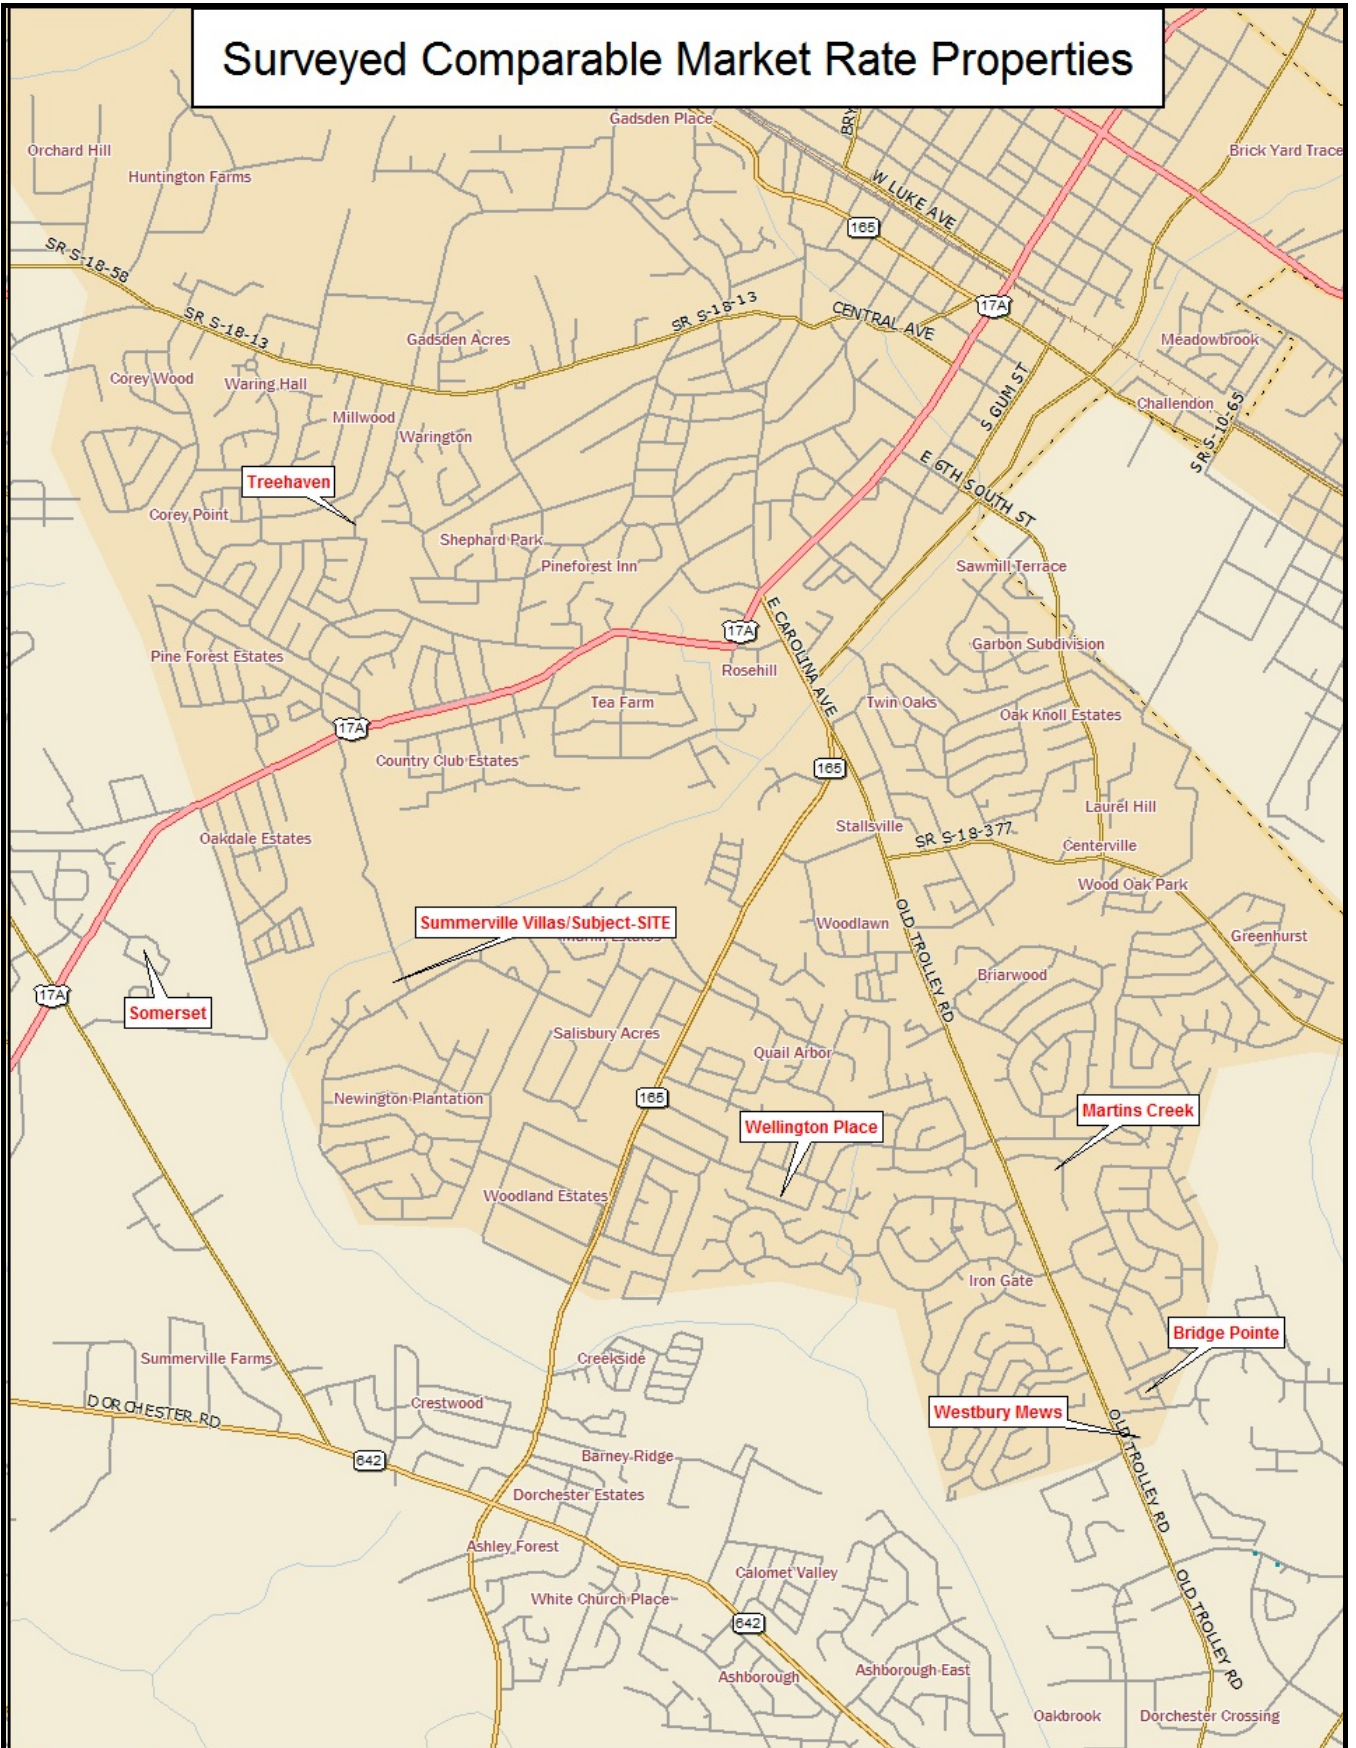 Surveyed Comparable Market Rate Properties
Gadsden Place
BRY
Orchard Hill
Brick Yard Trace
Huntington Farms
W LUKE AVE
165
SR S-18-58
17A
SR S-18-13
SR S-18-13
CENTRAL AVE
Gadsden Acres
Meadowbrook
Corey Wood
Waring Hall
S GUM ST
Challendon
Millwood
SR S-10-65
Warington
E 6TH SOUTH ST
Treehaven
Corey Point
Shephard Park
Pineforest Inn
Sawmill Terrace
17A
E CAROLINA AVE
Garbon Subdivision
Pine Forest Estates
Rosehill
Tea Farm
Twin Oaks
Oak Knoll Estates
17A
Country Club Estates
165
Laurel Hill
Stallsville
SR S-18-377
Oakdale Estates
Centerville
Wood Oak Park
Summerville Villas/Subject-SITE
Woodlawn
OLD TROLLEY RD
Greenhurst
Briarwood
17A
Somerset
Salisbury Acres
Quail Arbor
Newington Plantation
165
Martins Creek
Wellington Place
Woodland Estates
Iron Gate
Bridge Pointe
Summerville Farms
Creekside
DORCHESTER RD
Crestwood
Westbury Mews
OLD TROLLEY RD
642
Barney Ridge
Dorchester Estates
Ashley Forest
Calomet Valley
White Church Place
OLD TROLLEY RD
642
Ashborough
Ashborough East
Oakbrook
Dorchester Crossing